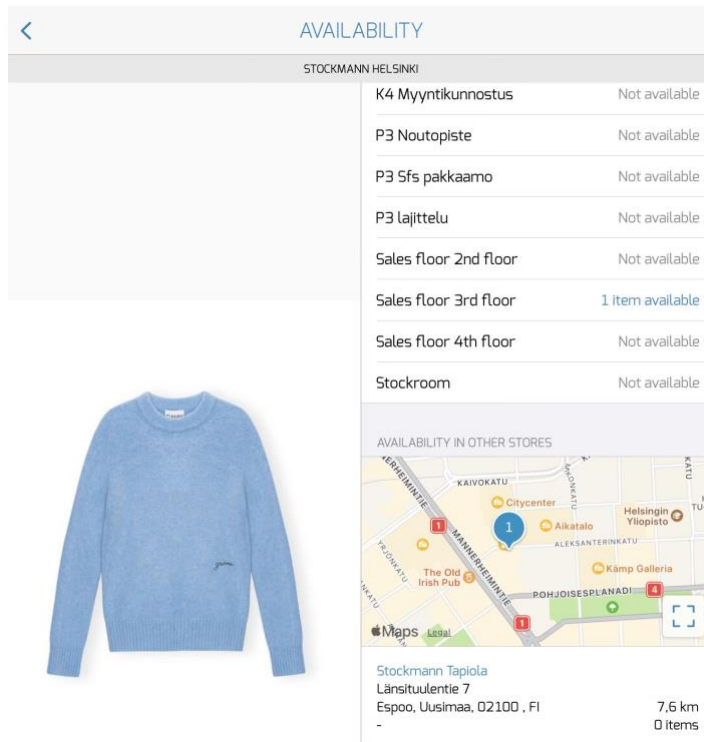 AVAILABILITY
STOCKMANN HELSINKI
K4 Myyntikunnostus Not available
P3 Noutopiste Not available
P3 Sfs pakkaamo Not available
P3 lajittelu Not available
Sales floor 2nd floor Not available
Sales floor 3rd floor 1 item available
Sales floor 4th floor Not available
Stockroom Not available
AVAILABILITY IN OTHER STORES
KAIVOKATU
Citycenter
1
1
Aikatalo
Helsingin
Yliopisto
ALEKSANTERINKATU
YRJÖNKATU
MANNERHEIMINTIE
The Old
Irish Pub
Kämp Galleria
POHJOISESPLANADI
4
1
Maps Legal
Stockmann Tapiola
Länsituulentie 7
Espoo, Uusimaa, 02100 , FI 7,6 km
- 0 items